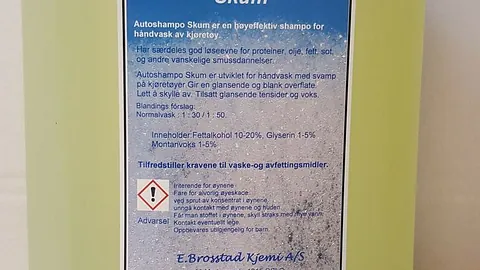 Skum
Autoshampo Skum er en høyeffektiv shampo for
håndvask av kjøretøy.
Har særdeles god løseevne for proteiner, olje, fett, sot,
og andre vanskelige smussdannelser.
Autoshampo Skum er utviklet for håndvask med svamp
på kjøretøyer Gir en glansende og blank overflate.
Lett å skylle av. Tilsatt glansende tensider og voks.
Blandings forslag:
Normalvask : 1 : 30 / 1 : 50.
Inneholder:Fettalkohol 10-20%, Glyserin 1-5%
Montanvoks 1-5%
Tilfredstiller kravene til vaske-og avfettingsmidler.
Irriterende for øynene
Fare for alvorlig øyeskade.
ved sprut av konsentrat i øynene,
unngå kontakt med øynene og huden
Får man stoffet i øynene, skyll straks med mye vann
Kontakt eventuelt lege.
Oppbevares utilgjengelig for barn.
Advarsel
E.Brosstad Kjemi A/S